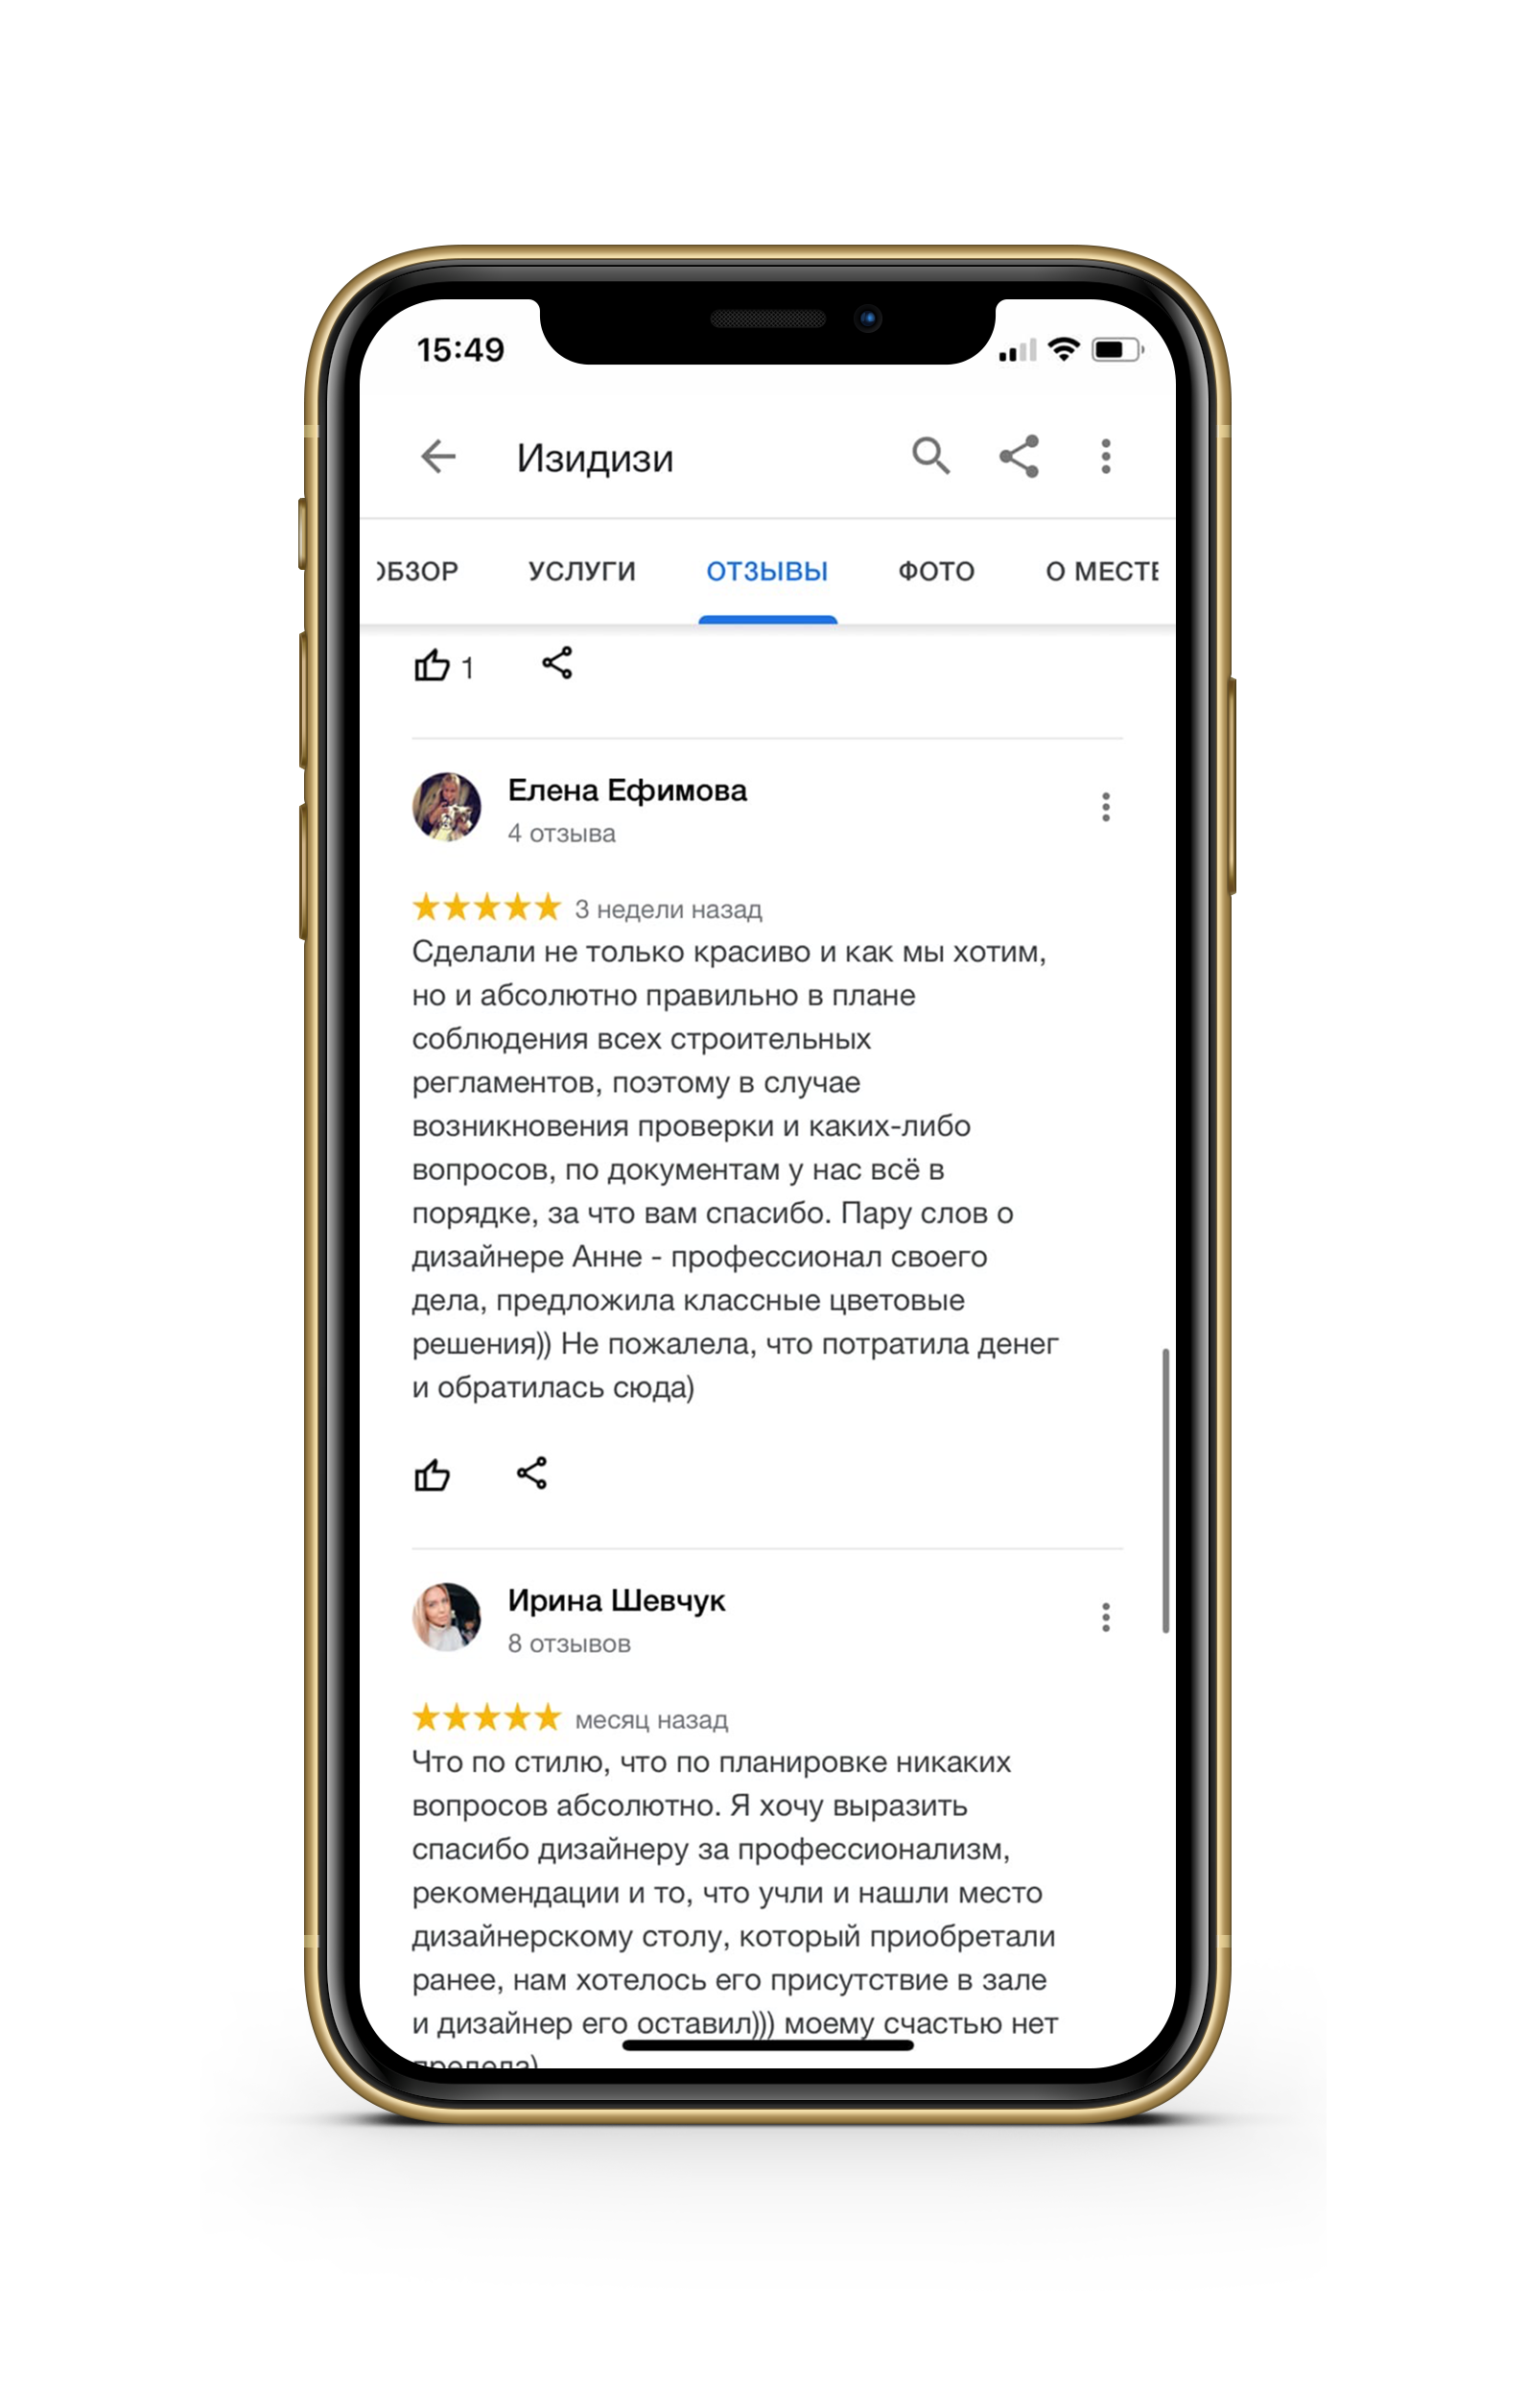 15:49
Изидизи
ОБЗОР УСЛУГИ ОТЗЫВЫ ФОТО О МЕСТЕ
1
Елена Ефимова
4 отзыва
3 недели назад
Сделали не только красиво и как мы хотим,
но и абсолютно правильно в плане
соблюдения всех строительных
регламентов, поэтому в случае
возникновения проверки и каких-либо
вопросов, по документам у нас всё в
порядке, за что вам спасибо. Пару слов о
дизайнере Анне - профессионал своего
дела, предложила классные цветовые
решения)) Не пожалела, что потратила денег
и обратилась сюда)
Ирина Шевчук
8 отзывов
месяц назад
Что по стилю, что по планировке никаких
вопросов абсолютно. Я хочу выразить
спасибо дизайнеру за профессионализм,
рекомендации и то, что учли и нашли место
дизайнерскому столу, который приобретали
ранее, нам хотелось его присутствие в зале
и дизайнер его оставил))) моему счастью нет
предела)